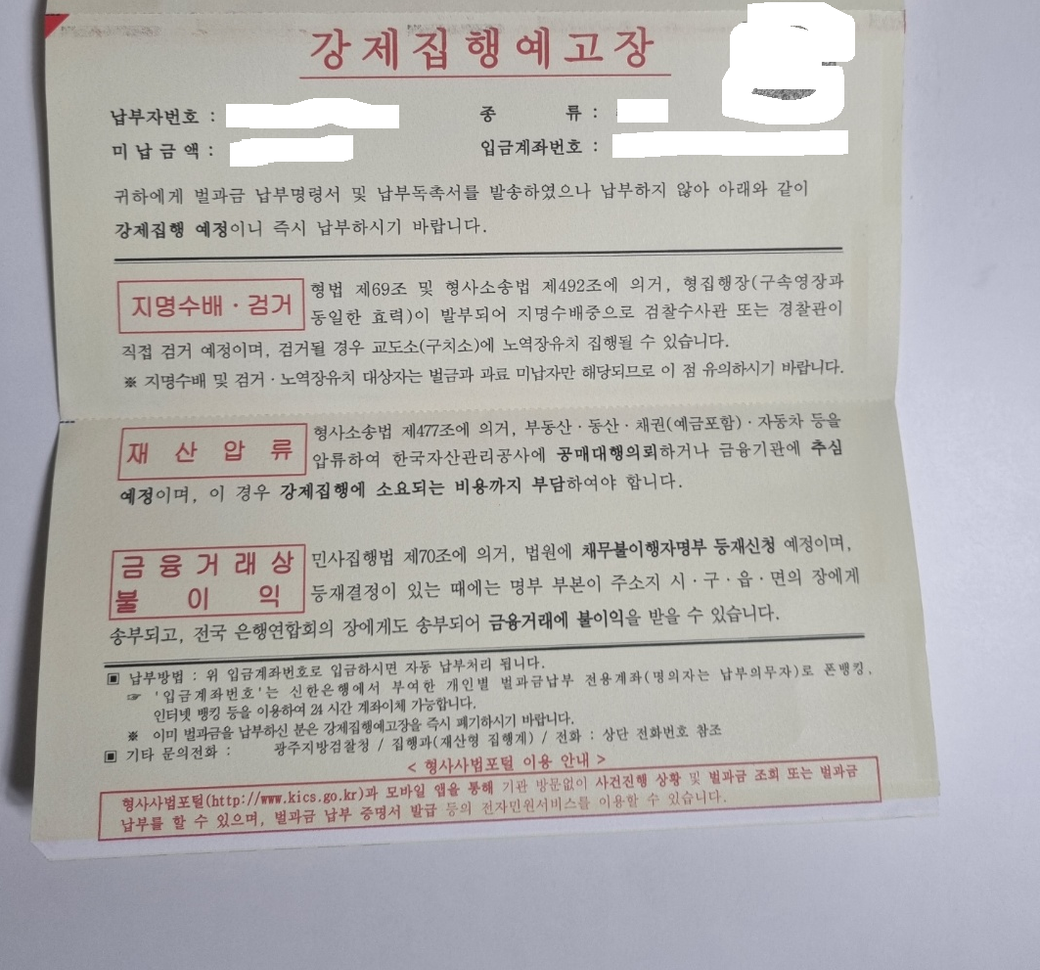 강제집행예고장
납부자번호 : 종 류 :
미 납 금 액 : 입금계좌번호 :
귀하에게 벌과금 납부명령서 및 납부독촉서를 발송하였으나 납부하지 않아 아래와 같이
강제집행 예정이니 즉시 납부하시기 바랍니다.
지명수배 · 검거
형법 제69조 및 형사소송법 제492조에 의거, 형집행장(구속영장과
동일한 효력)이 발부되어 지명수배중으로 검찰수사관 또는 경찰관이
직접 검거 예정이며, 검거될 경우 교도소(구치소)에 노역장유치 집행될 수 있습니다.
※ 지명수배 및 검거 · 노역장유치 대상자는 벌금과 과료 미납자만 해당되므로 이 점 유의하시기 바랍니다.
재 산 압 류
형사소송법 제477조에 의거, 부동산 · 동산 · 채권(예금포함) · 자동차 등을
압류하여 한국자산관리공사에 공매대행의뢰하거나 금융기관에 추심
예정이며, 이 경우 강제집행에 소요되는 비용까지 부담하여야 합니다.
금 융 거 래 상
불 이 익
민사집행법 제70조에 의거, 법원에 채무불이행자명부 등재신청 예정이며,
등재결정이 있는 때에는 명부 부본이 주소지 시 · 구 · 읍 · 면의 장에게
송부되고, 전국 은행연합회의 장에게도 송부되어 금융거래에 불이익을 받을 수 있습니다.
▣ 납부방법 : 위 입금계좌번호로 입금하시면 자동 납부처리 됩니다.
☞ '입금계좌번호'는 신한은행에서 부여한 개인별 벌과금납부 전용계좌(명의자는 납부의무자)로 폰뱅킹,
인터넷 뱅킹 등을 이용하여 24 시간 계좌이체 가능합니다.
※ 이미 벌과금을 납부하신 분은 강제집행예고장을 즉시 폐기하시기 바랍니다.
▣ 기타 문의전화 : 광주지방검찰청 / 집행과(재산형 집행계) / 전화 : 상단 전화번호 참조
< 형사사법포털 이용 안내 >
형사사법포털(http://www.kics.go.kr)과 모바일 앱을 통해 기관 방문없이 사건진행 상황 및 벌과금 조회 또는 벌과금
납부를 할 수 있으며, 벌과금 납부 증명서 발급 등의 전자민원서비스를 이용할 수 있습니다.